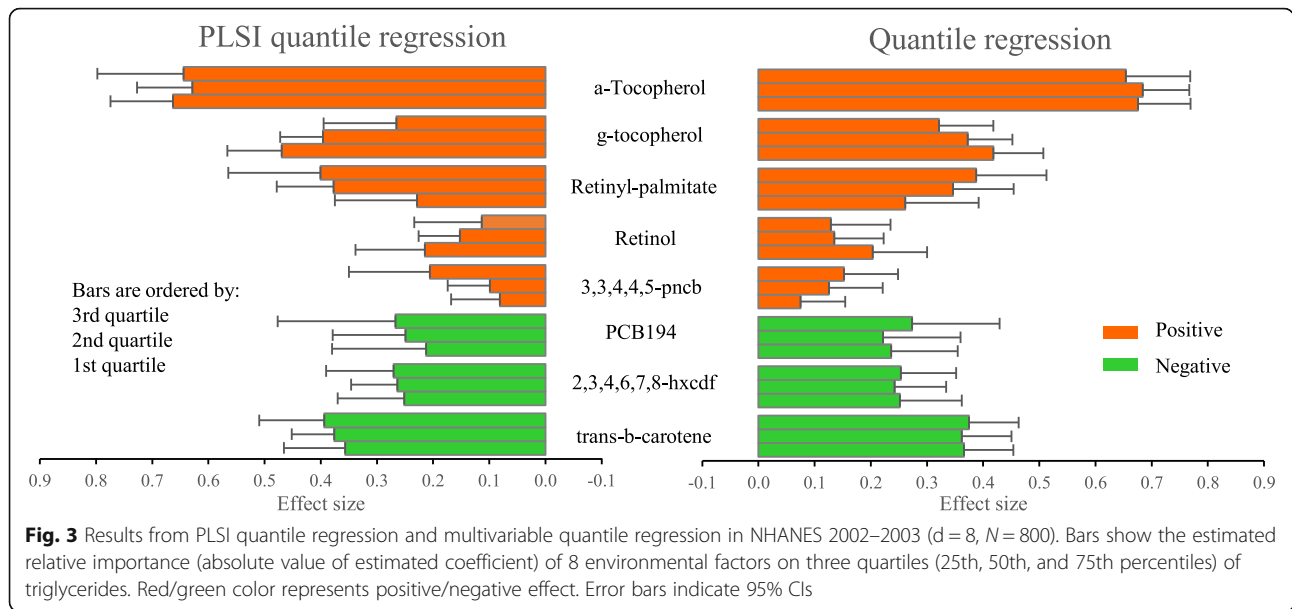 PLSI quantile regression
Quantile regression
a-Tocopherol
g-tocopherol
Retinyl-palmitate
Retinol
3,3,4,4,5-pncb
PCB194
2,3,4,6,7,8-hxcdf
trans-b-carotene
Bars are ordered by:
3rd quartile
2nd quartile
1st quartile
Positive
Negative
0.9 0.8 0.7 0.6 0.5 0.4 0.3 0.2 0.1 0.0 -0.1
Effect size
-0.1 0.0 0.1 0.2 0.3 0.4 0.5 0.6 0.7 0.8 0.9
Effect size
Fig. 3 Results from PLSI quantile regression and multivariable quantile regression in NHANES 2002–2003 (d = 8, N = 800). Bars show the estimated
relative importance (absolute value of estimated coefficient) of 8 environmental factors on three quartiles (25th, 50th, and 75th percentiles) of
triglycerides. Red/green color represents positive/negative effect. Error bars indicate 95% CIs